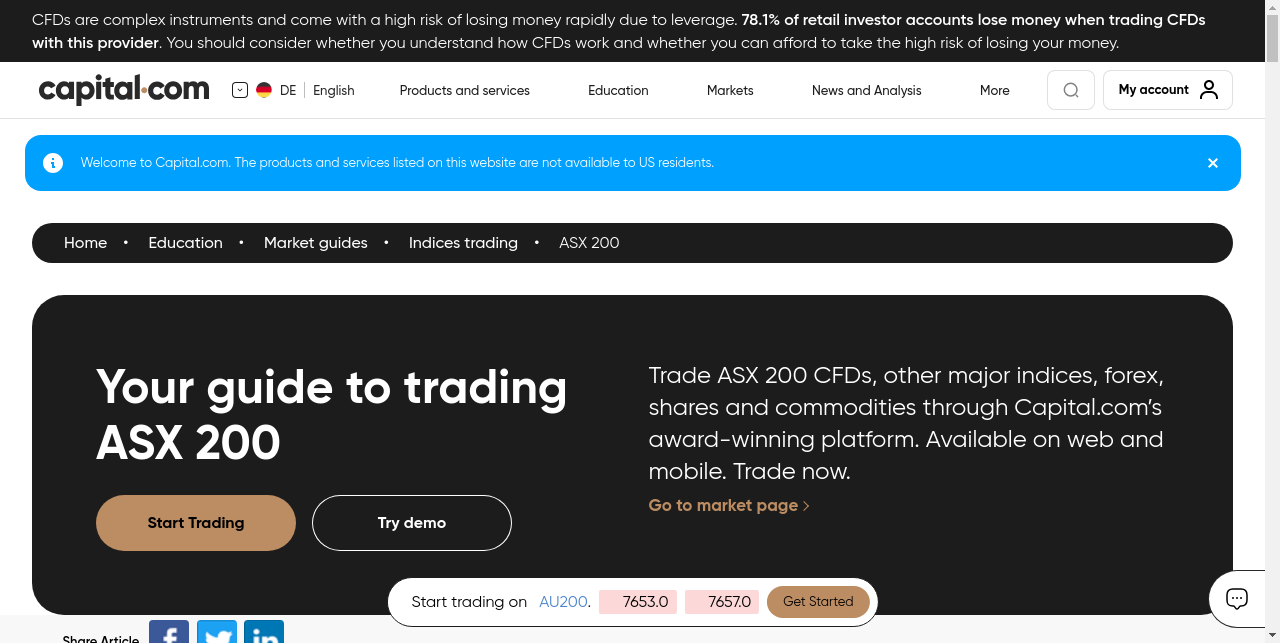 CFDs are complex instruments and come with a high risk of losing money rapidly due to leverage. 78.1% of retail investor accounts lose money when trading CFDs
with this provider. You should consider whether you understand how CFDs work and whether you can afford to take the high risk of losing your money.
capital.com DE English Products and services Education Markets News and Analysis More My account
Welcome to Capital.com. The products and services listed on this website are not available to US residents.
Home • Education • Market guides • Indices trading • ASX 200
Your guide to trading
ASX 200
Start Trading Try demo
Trade ASX 200 CFDs, other major indices, forex,
shares and commodities through Capital.com’s
award-winning platform. Available on web and
mobile. Trade now.
Go to market page
Start trading on AU200. 7653.0 7657.0 Get Started
Share Article